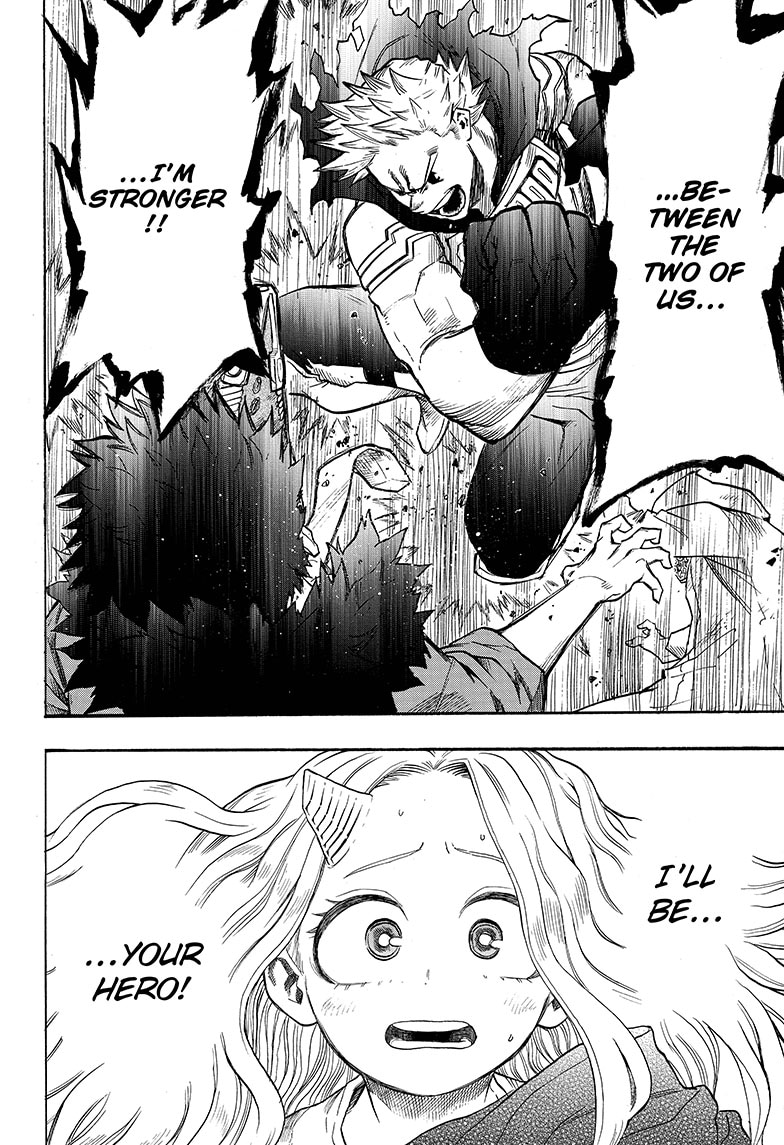 ...BE-
TWEEN
THE
TWO OF
US...
...I'M
STRONGER
!!
I'LL
BE...
...YOUR
HERO!